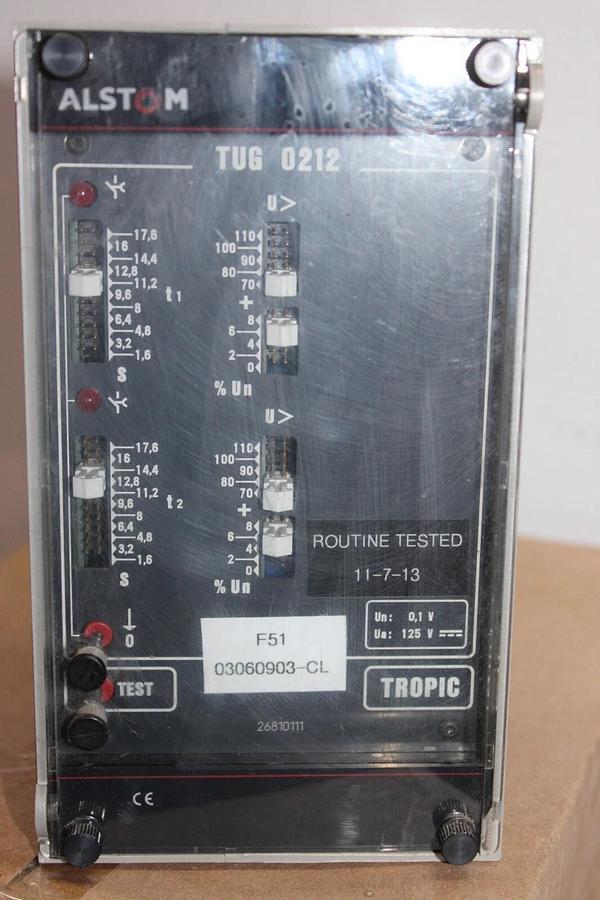 ALSTOM
TUG 0212
U>
17,6
16
14,4
12,8
11,2
9,6
8
6,4
4,8
3,2
1,6
t1
s
110
100
90
80
70
+
8
6
4
2
0
% Un
U>
17,6
16
14,4
12,8
11,2
9,6
8
6,4
4,8
3,2
1,6
t2
s
110
100
90
80
70
+
8
6
4
2
0
% Un
ROUTINE TESTED
11-7-13
0
Un: 0,1 V
Ua: 125 V
F51
03060903-CL
TEST
TROPIC
26810111
CE